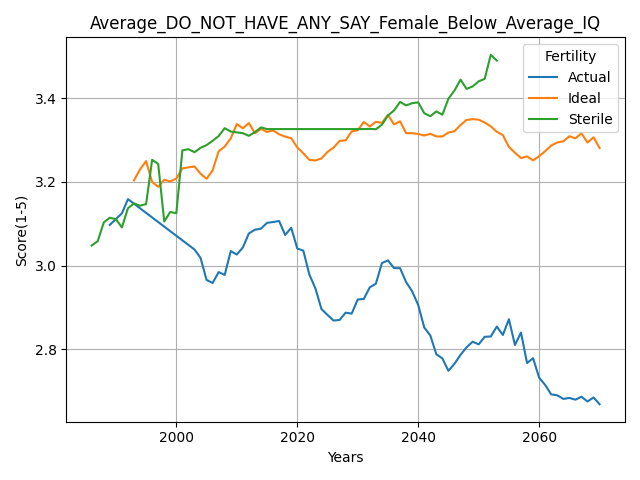 Average_DO_NOT_HAVE_ANY_SAY_Female_Below_Average_IQ
Fertility
Actual
Ideal
Sterile
Score(1-5)
3.4
3.2
3.0
2.8
2000
2020
2040
2060
Years